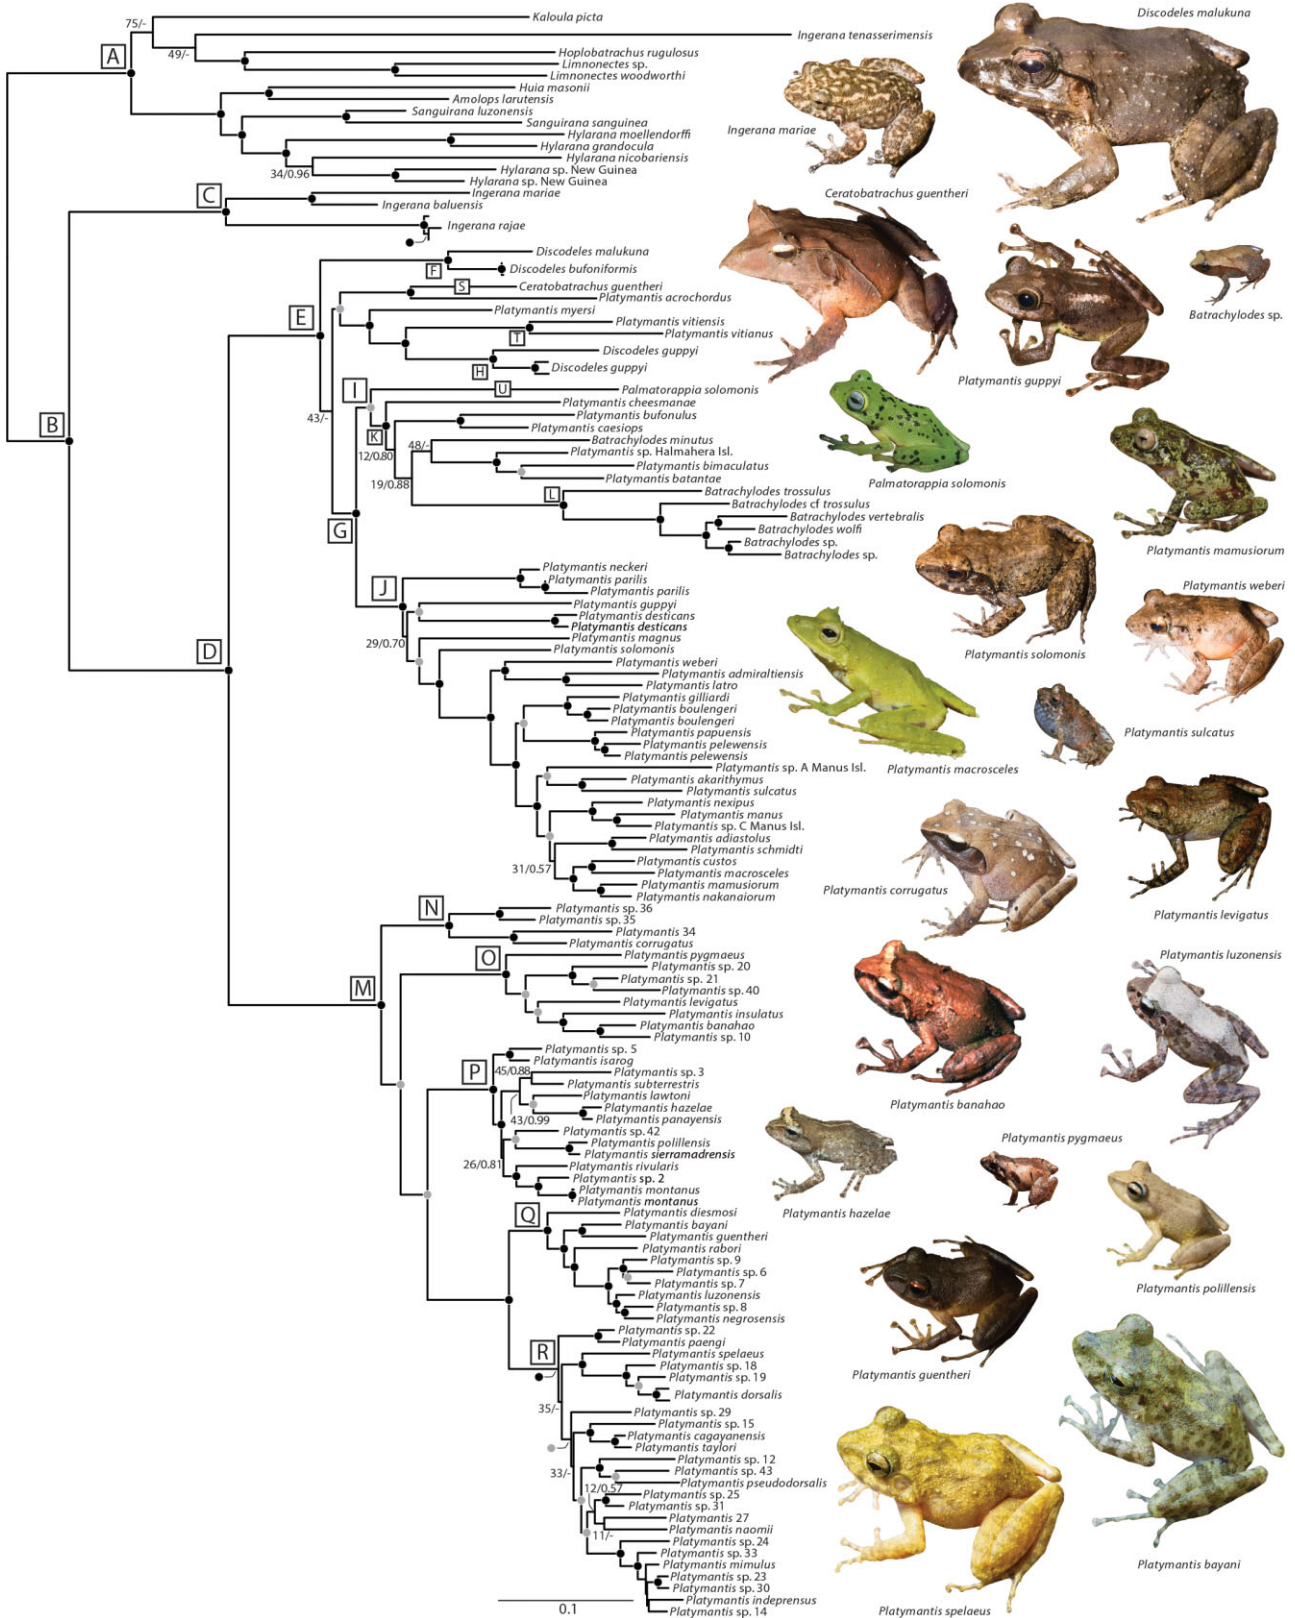 Kaloula picta
75/-
Ingerana tenasserimensis
A
49/-
Hoplobatrachus rugulosus
Limnonectes sp.
Limnonectes woodworthi
Huia masonii
Amolops larutensis
Sanguirana luzonensis
Sanguirana sanguinea
Hylarana moellendorffi
Hylarana grandocula
Hylarana nicobariensis
34/0.96
Hylarana sp. New Guinea
Hylarana sp. New Guinea
C
Ingerana mariae
Ingerana baluensis
Ingerana rajae
Discodeles malukuna
F
Discodeles bufoniformis
S
Ceratobatrachus guentheri
Platymantis acrochordus
E
Platymantis myersi
Platymantis vitiensis
T
Platymantis vitianus
Discodeles guppyi
H
Discodeles guppyi
I
U
Palmatorappia solomonis
Platymantis cheesmanae
43/-
B
K
Platymantis bufonulus
Platymantis caesiops
12/0.80
48/-
Batrachylodes minutus
Platymantis sp. Halmahera Isl.
Platymantis bimaculatus
Platymantis batantae
19/0.88
L
Batrachylodes trossulus
Batrachylodes cf trossulus
Batrachylodes vertebralis
Batrachylodes wolfi
G
Batrachylodes sp.
Batrachylodes sp.
Platymantis neckeri
J
Platymantis parilis
Platymantis parilis
Platymantis guppyi
Platymantis desticans
Platymantis desticans
29/0.70
Platymantis magnus
D
Platymantis solomonis
Platymantis weberi
Platymantis admiraltiensis
Platymantis latro
Platymantis gilliardi
Platymantis boulengeri
Platymantis boulengeri
Platymantis papuensis
Platymantis pelewensis
Platymantis pelewensis
Platymantis sp. A Manus Isl.
Platymantis akarithymus
Platymantis sulcatus
Platymantis nexipus
Platymantis manus
Platymantis sp. C Manus Isl.
Platymantis adiastolus
Platymantis schmidti
31/0.57
Platymantis custos
Platymantis macrosceles
Platymantis mamusiorum
Platymantis nakanaiorum
N
Platymantis sp. 36
Platymantis sp. 35
Platymantis 34
Platymantis corrugatus
O
Platymantis pygmaeus
Platymantis sp. 20
M
Platymantis sp. 21
Platymantis sp. 40
Platymantis levigatus
Platymantis insulatus
Platymantis banahao
Platymantis sp. 10
Platymantis sp. 5
Platymantis isarog
P
45/0.88
Platymantis sp. 3
Platymantis subterrestris
Platymantis lawtoni
Platymantis hazelae
43/0.99
Platymantis panayensis
Platymantis sp. 42
Platymantis polillensis
Platymantis sierramadrensis
26/0.81
Platymantis rivularis
Platymantis sp. 2
Platymantis montanus
Platymantis montanus
Q
Platymantis diesmosi
Platymantis bayani
Platymantis guentheri
Platymantis rabori
Platymantis sp. 9
Platymantis sp. 6
Platymantis sp. 7
Platymantis luzonensis
Platymantis sp. 8
Platymantis negrosensis
Platymantis sp. 22
Platymantis paengi
R
Platymantis spelaeus
Platymantis sp. 18
Platymantis sp. 19
Platymantis dorsalis
35/-
Platymantis sp. 29
Platymantis sp. 15
Platymantis cagayanensis
Platymantis taylori
Platymantis sp. 12
33/-
Platymantis sp. 43
Platymantis pseudodorsalis
12/0.57
Platymantis sp. 25
Platymantis sp. 31
Platymantis 27
Platymantis naomii
11/-
Platymantis sp. 24
Platymantis sp. 33
Platymantis mimulus
Platymantis sp. 23
Platymantis sp. 30
Platymantis indeprensus
Platymantis sp. 14
0.1
Discodeles malukuna
Ingerana mariae
Ceratobatrachus guentheri
Batrachylodes sp.
Platymantis guppyi
Palmatorappia solomonis
Platymantis mamusiorum
Platymantis weberi
Platymantis solomonis
Platymantis sulcatus
Platymantis macrosceles
Platymantis corrugatus
Platymantis levigatus
Platymantis luzonensis
Platymantis banahao
Platymantis pygmaeus
Platymantis hazelae
Platymantis polillensis
Platymantis guentheri
Platymantis bayani
Platymantis spelaeus